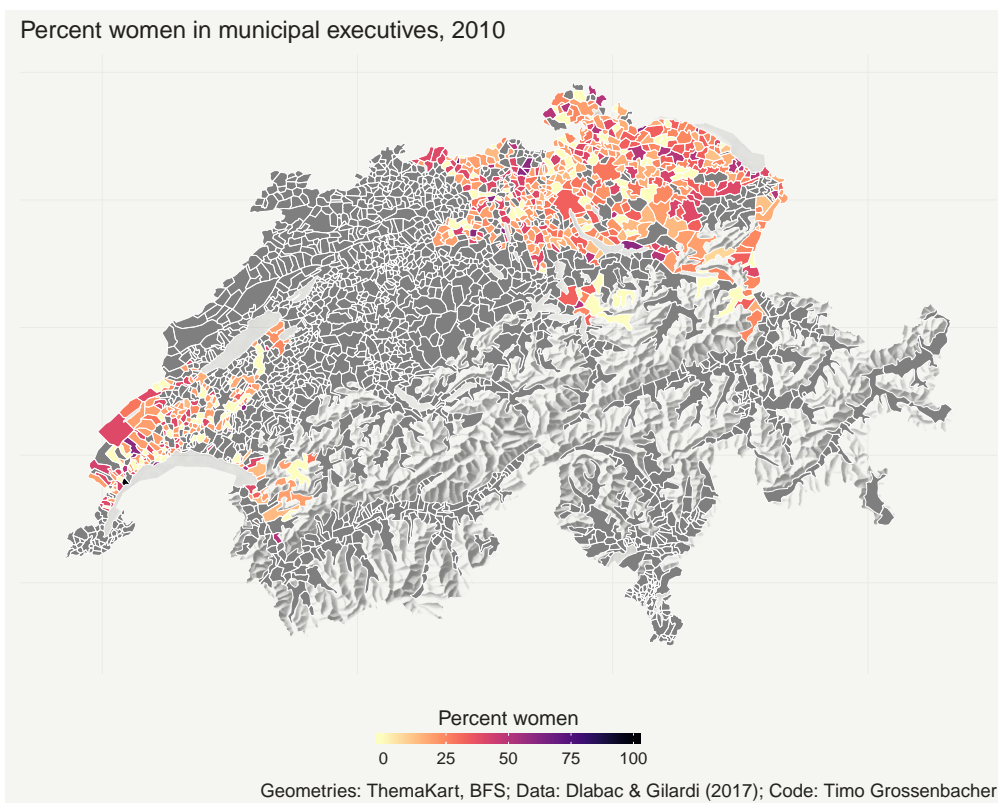 Percent women in municipal executives, 2010
Percent women
0 25 50 75 100
Geometries: ThemaKart, BFS; Data: Dlabac & Gilardi (2017); Code: Timo Grossenbacher